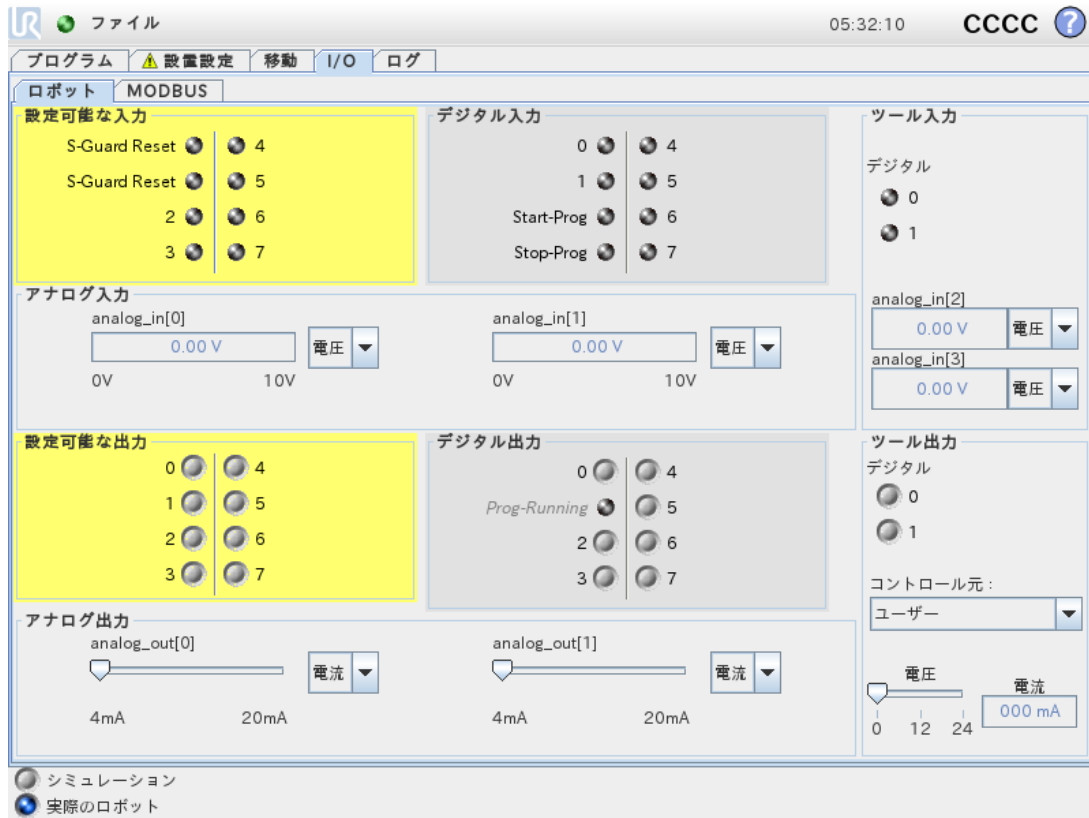 UR ファイル 05:32:10 CCCC ?
プログラム 設置設定 移動 I/O ログ
ロボット MODBUS
設定可能な入力
S-Guard Reset 4
S-Guard Reset 5
2 6
3 7
デジタル入力
0 4
1 5
Start-Prog 6
Stop-Prog 7
ツール入力
デジタル
0
1
analog_in[2]
0.00 V 電圧
analog_in[3]
0.00 V 電圧
アナログ入力
analog_in[0]
0.00 V 電圧
0V 10V
analog_in[1]
0.00 V 電圧
0V 10V
設定可能な出力
0 4
1 5
2 6
3 7
デジタル出力
0 4
Prog-Running 5
2 6
3 7
ツール出力
デジタル
0
1
コントロール元:
ユーザー
電圧
0 12 24
電流
000 mA
アナログ出力
analog_out[0]
電流
4mA 20mA
analog_out[1]
電流
4mA 20mA
シミュレーション
実際のロボット